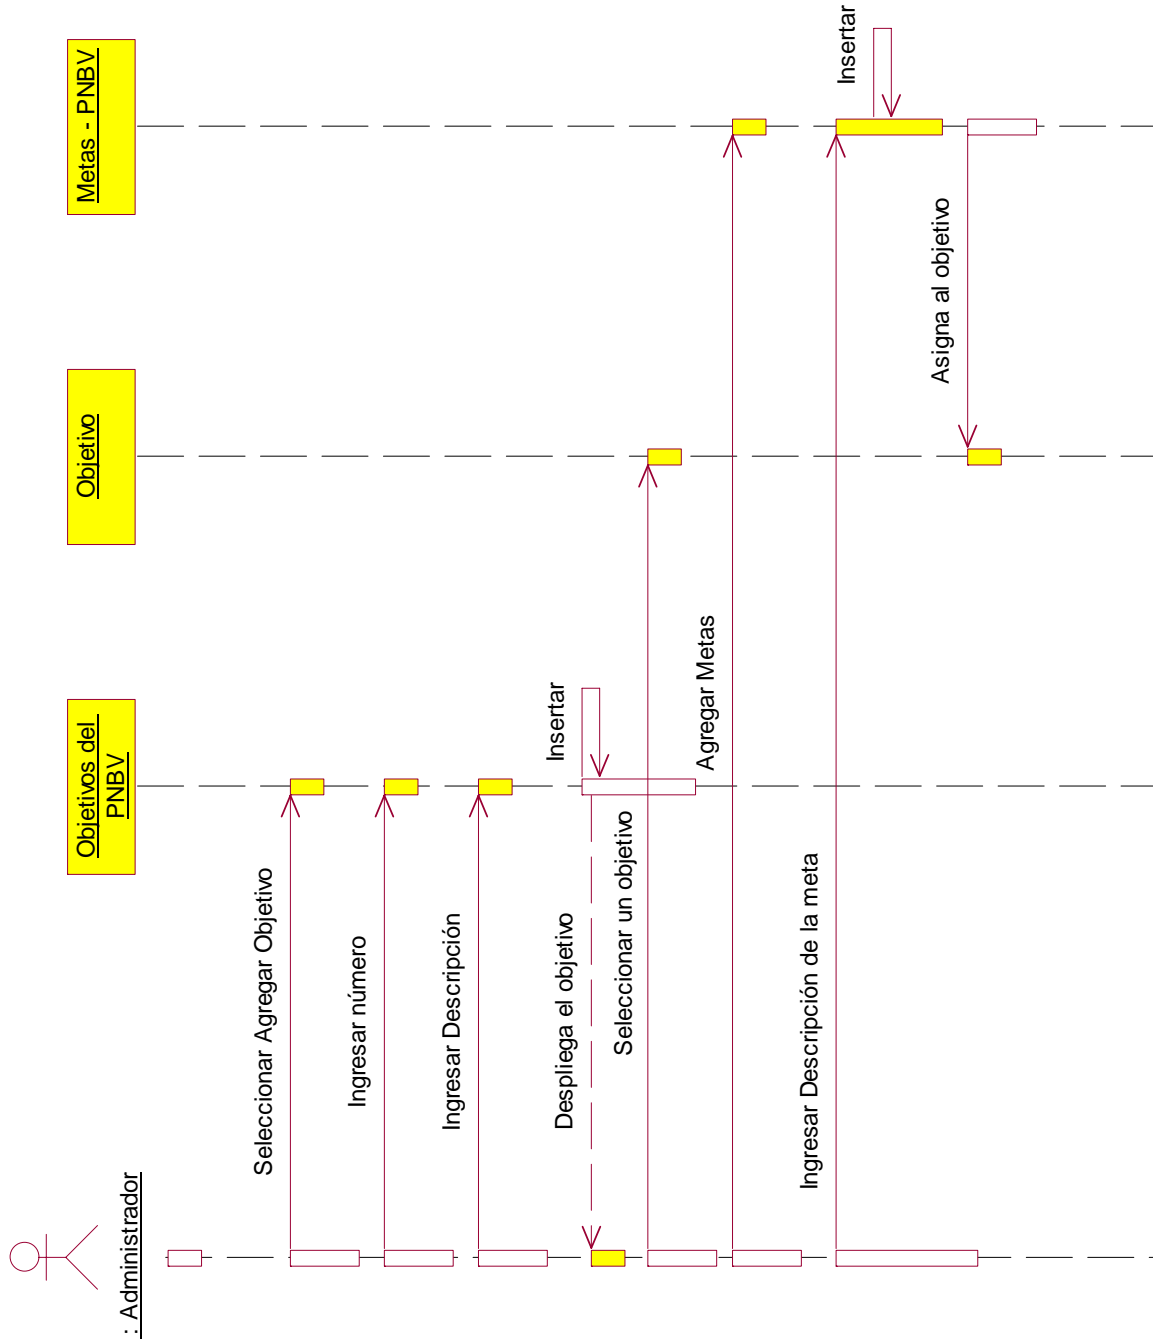 : Administrador
Objetivos del
PNBV
Objetivo
Metas - PNBV
Seleccionar Agregar Objetivo
Ingresar número
Ingresar Descripción
Insertar
Despliega el objetivo
Seleccionar un objetivo
Agregar Metas
Ingresar Descripción de la meta
Insertar
Asigna al objetivo